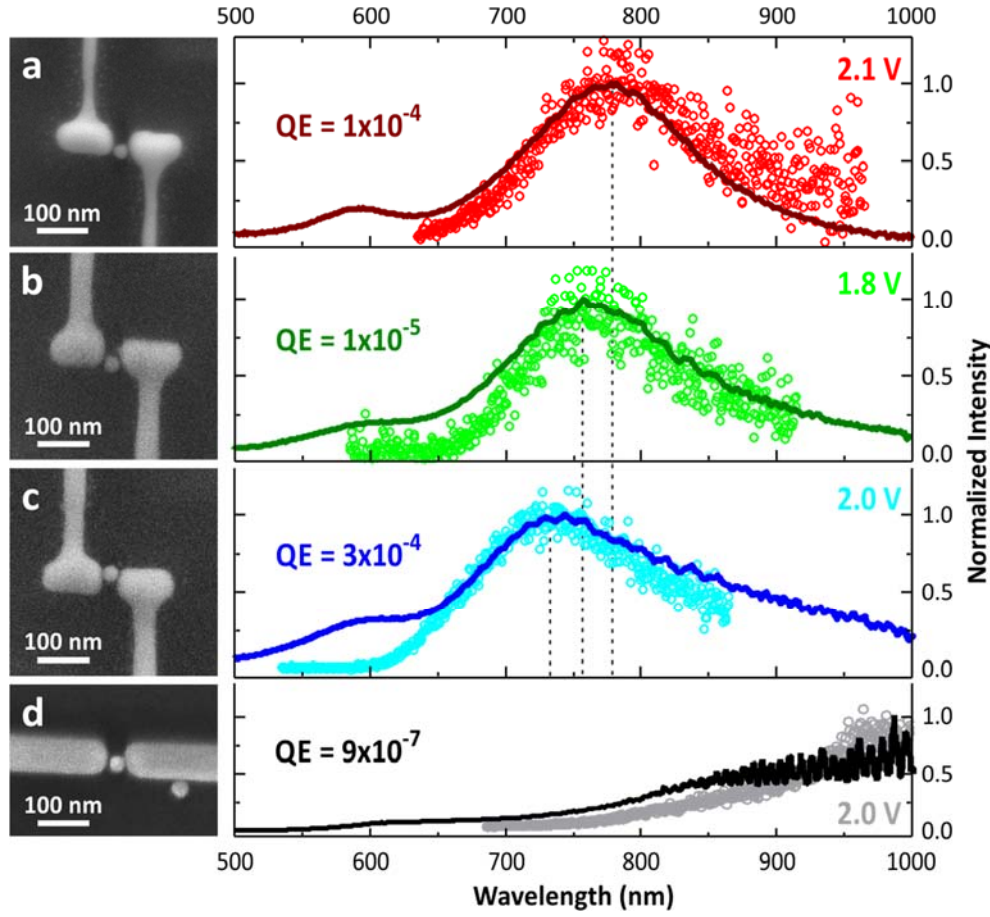 500 600 700 800 900 1000
a
100 nm
QE = 1x10⁻⁴
2.1 V
1.0
0.5
0.0
b
100 nm
QE = 1x10⁻⁵
1.8 V
1.0
0.5
0.0
c
100 nm
QE = 3x10⁻⁴
2.0 V
1.0
0.5
0.0
d
100 nm
QE = 9x10⁻⁷
2.0 V
1.0
0.5
0.0
Normalized Intensity
500 600 700 800 900 1000
Wavelength (nm)